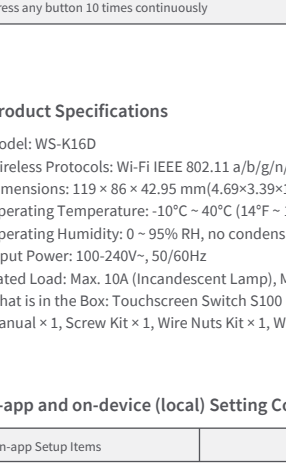 ress any button 10 times continuously
roduct Specifications
odel: WS-K16D
ireless Protocols: Wi-Fi IEEE 802.11 a/b/g/n/
mensions: 119 × 86 × 42.95 mm(4.69×3.39×1
perating Temperature: -10°C ~ 40°C (14°F ~ 1
perating Humidity: 0 ~ 95% RH, no condens
put Power: 100-240V~, 50/60Hz
ated Load: Max. 10A (Incandescent Lamp), M
hat is in the Box: Touchscreen Switch S100
anual × 1, Screw Kit × 1, Wire Nuts Kit × 1, W
-app and on-device (local) Setting Co
n-app Setup Items